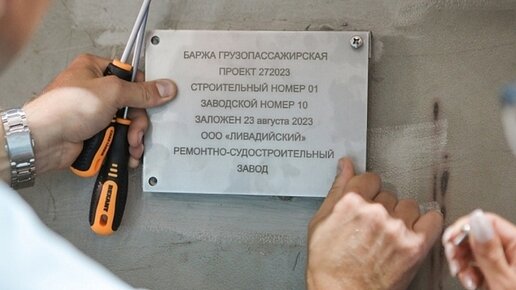 БАРЖА ГРУЗОПАССАЖИРСКАЯ
ПРОЕКТ 272023
СТРОИТЕЛЬНЫЙ НОМЕР 01
ЗАВОДСКОЙ НОМЕР 10
ЗАЛОЖЕН 23 августа 2023
ООО «ЛИВАДИЙСКИЙ»
РЕМОНТНО-СУДОСТРОИТЕЛЬНЫЙ
ЗАВОД
REXANT